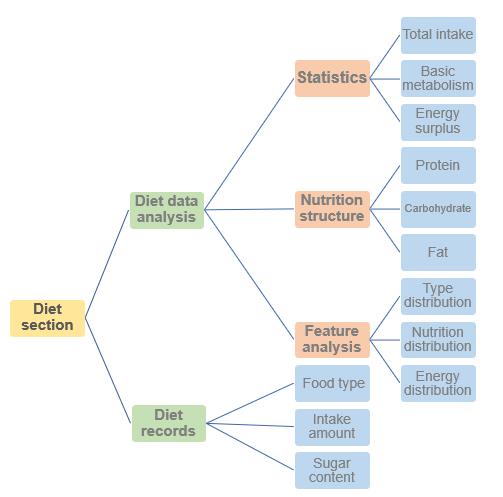 Total intake
Statistics
Basic
metabolism
Energy
surplus
Protein
Diet data
analysis
Nutrition
structure
Carbohydrate
Fat
Type
distribution
Diet
section
Feature
analysis
Nutrition
distribution
Food type
Energy
distribution
Diet
records
Intake
amount
Sugar
content